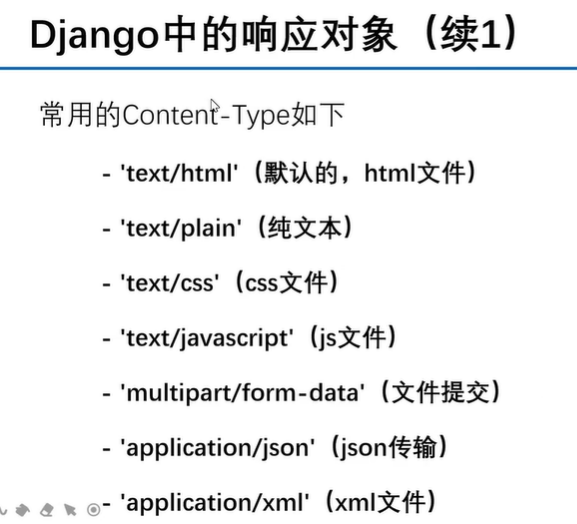 Django中的响应对象（续1）
常用的Content-Type如下
- 'text/html'（默认的，html文件）
- 'text/plain'（纯文本）
- 'text/css'（css文件）
- 'text/javascript'（js文件）
- 'multipart/form-data'（文件提交）
- 'application/json'（json传输）
- 'application/xml'（xml文件）